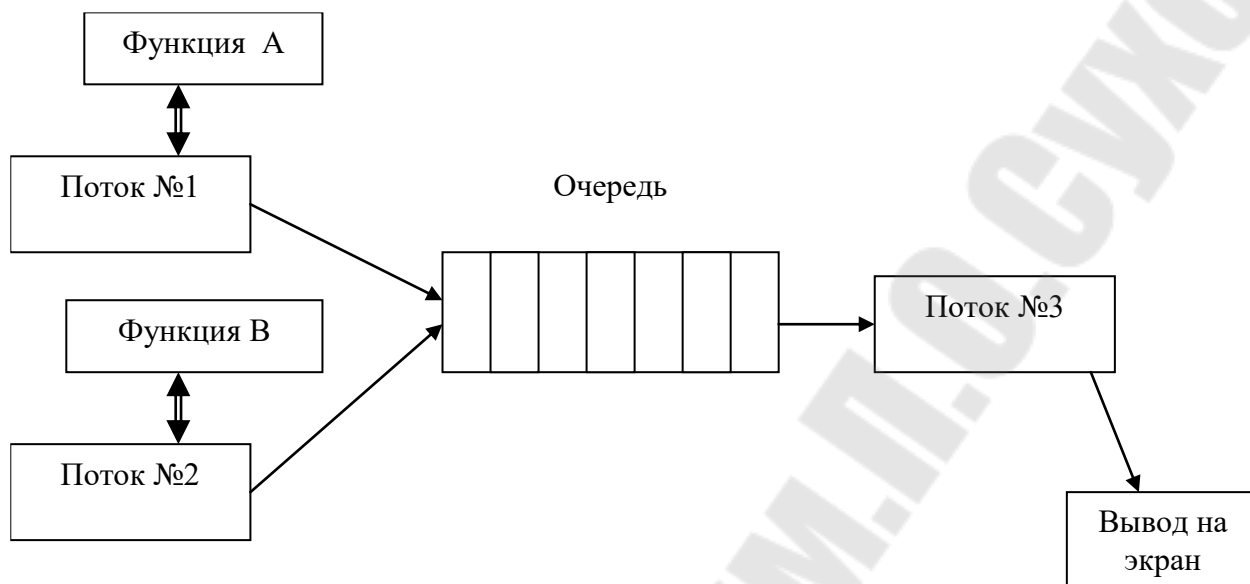 Функция А
Поток №1
Очередь
Функция В
Поток №2
Поток №3
Вывод на
экран